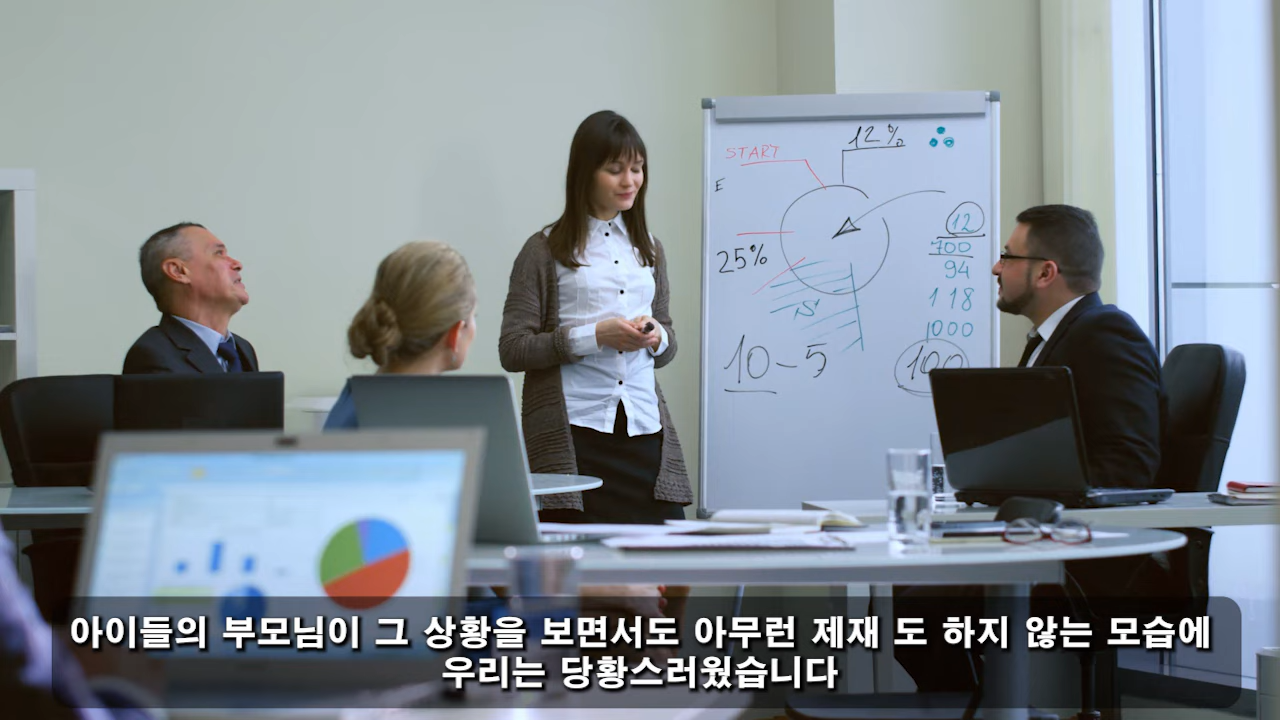 START
12%
E
12
700
25%
94
118
S
1000
10-5
100
아이들의 부모님이 그 상황을 보면서도 아무런 제재 도 하지 않는 모습에
우리는 당황스러웠습니다